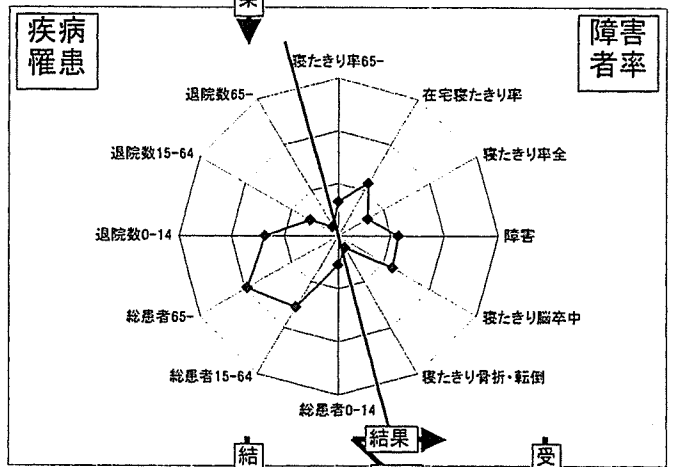 果
疾病
罹患
障害
者率
寝たきり率65-
退院数65-
在宅寝たきり率
退院数15-64
寝たきり率全
退院数0-14
障害
総患者65-
寝たきり脳卒中
総患者15-64
寝たきり骨折・転倒
総患者0-14
結果
結
受